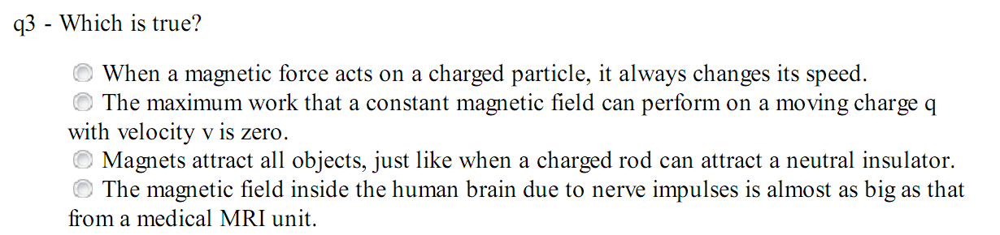 q3 - Which is true?
When a magnetic force acts on a charged particle, it always changes its speed.
The maximum work that a constant magnetic field can perform on a moving charge q
with velocity v is zero.
Magnets attract all objects, just like when a charged rod can attract a neutral insulator.
The magnetic field inside the human brain due to nerve impulses is almost as big as that
from a medical MRI unit.